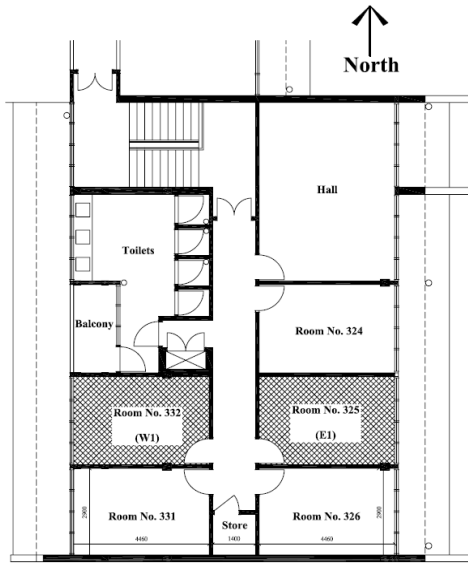 North
Hall
Toilets
Balcony
Room No. 324
Room No. 332
(W1)
Room No. 325
(E1)
Room No. 331
Store
Room No. 326
2900
4460
1400
4460
2900